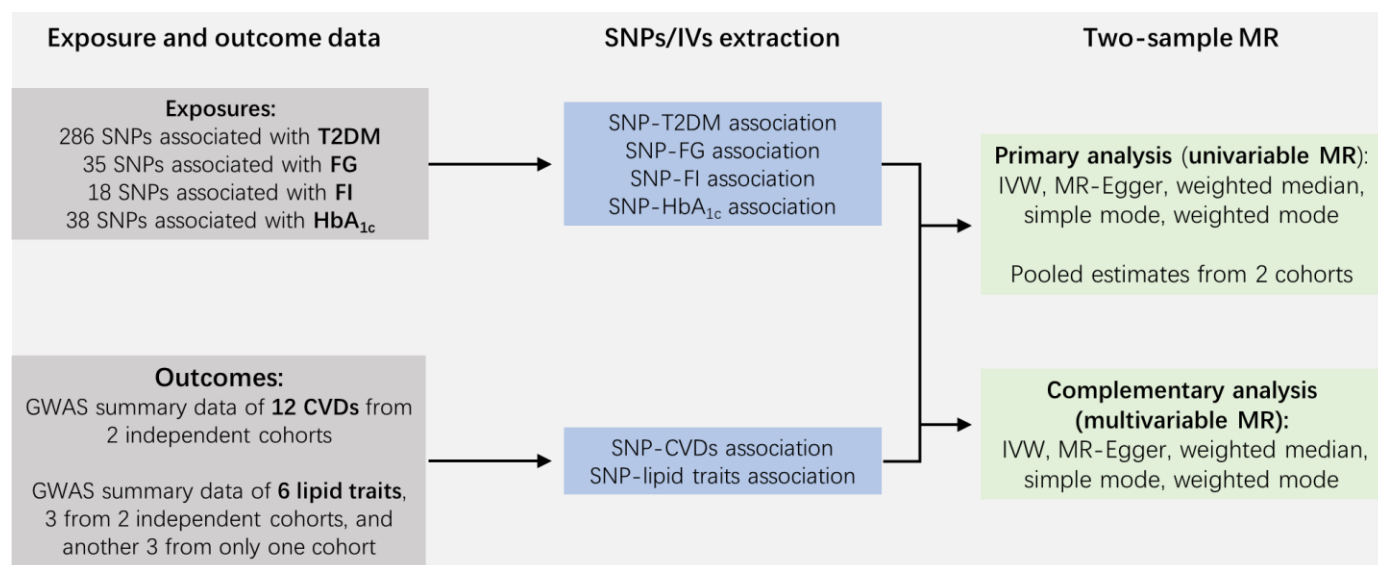 Exposure and outcome data
Exposures:
286 SNPs associated with T2DM
35 SNPs associated with FG
18 SNPs associated with FI
38 SNPs associated with HbA1c
Outcomes:
GWAS summary data of 12 CVDs from
2 independent cohorts
GWAS summary data of 6 lipid traits,
3 from 2 independent cohorts, and
another 3 from only one cohort
SNPs/IVs extraction
SNP-T2DM association
SNP-FG association
SNP-FI association
SNP-HbA1c association
SNP-CVDs association
SNP-lipid traits association
Two-sample MR
Primary analysis (univariable MR):
IVW, MR-Egger, weighted median,
simple mode, weighted mode
Pooled estimates from 2 cohorts
Complementary analysis
(multivariable MR):
IVW, MR-Egger, weighted median,
simple mode, weighted mode